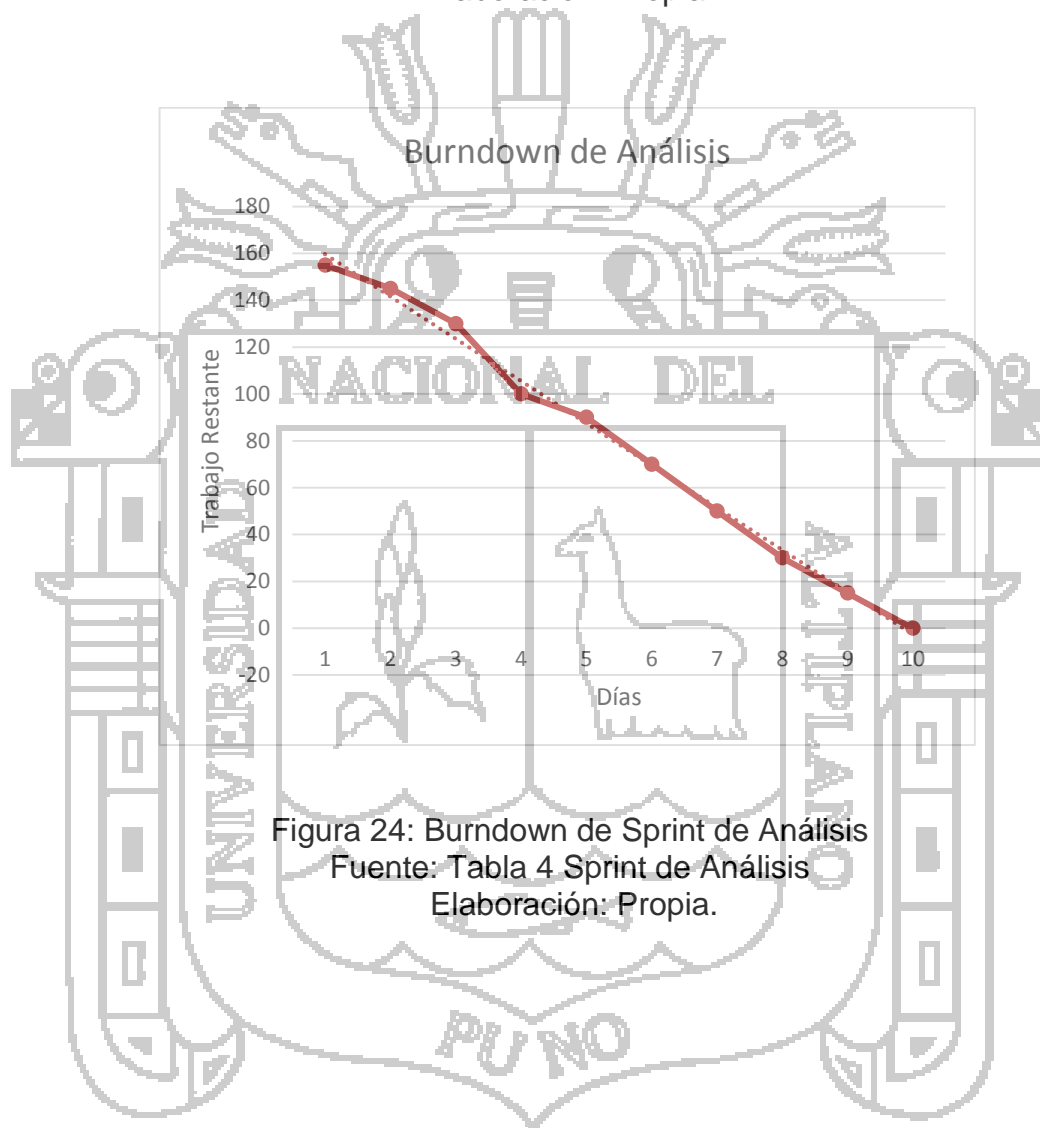 Burndown de Análisis
180
160
140
120
100
80
60
40
20
0
-20
Trabajo Restante
1 2 3 4 5 6 7 8 9 10
Días
NACIONAL DEL
UNIVERSIDAD
ALTIPLANO
Figura 24: Burndown de Sprint de Análisis
Fuente: Tabla 4 Sprint de Análisis
Elaboración: Propia.
PUNO